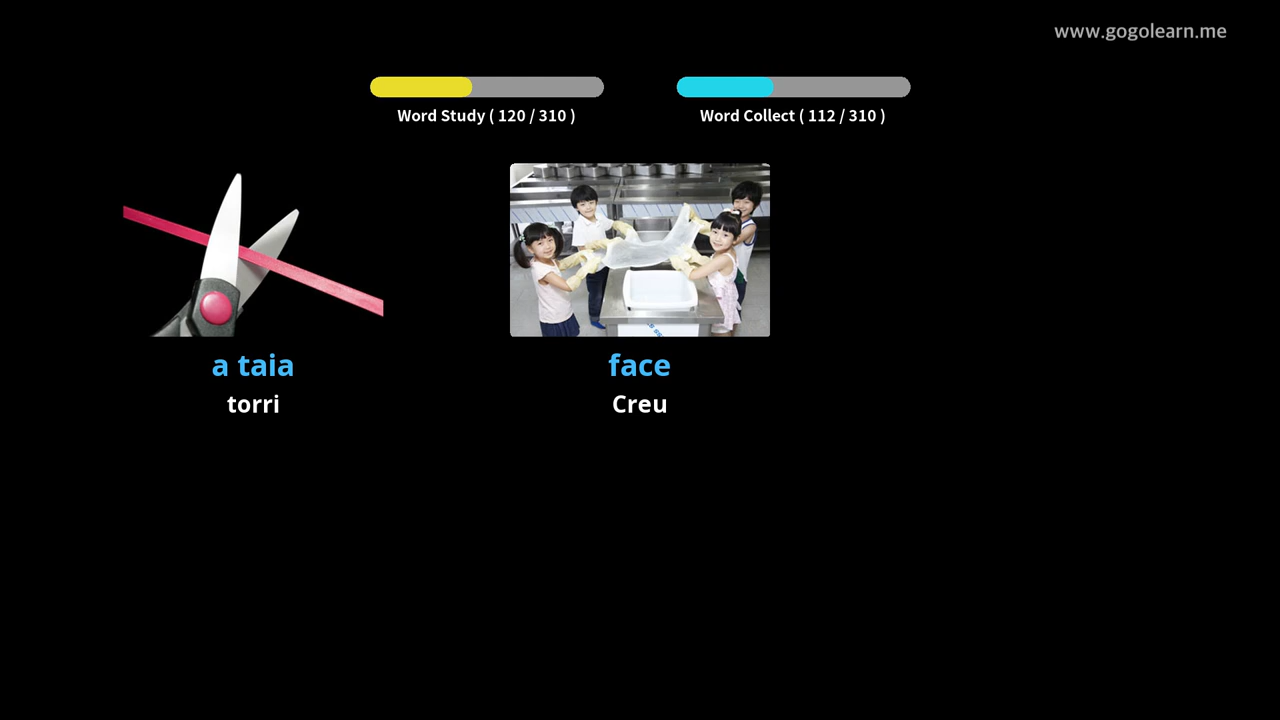 www.gogolearn.me
Word Study ( 120 / 310 )
Word Collect ( 112 / 310 )
a taia
torri
face
Creu